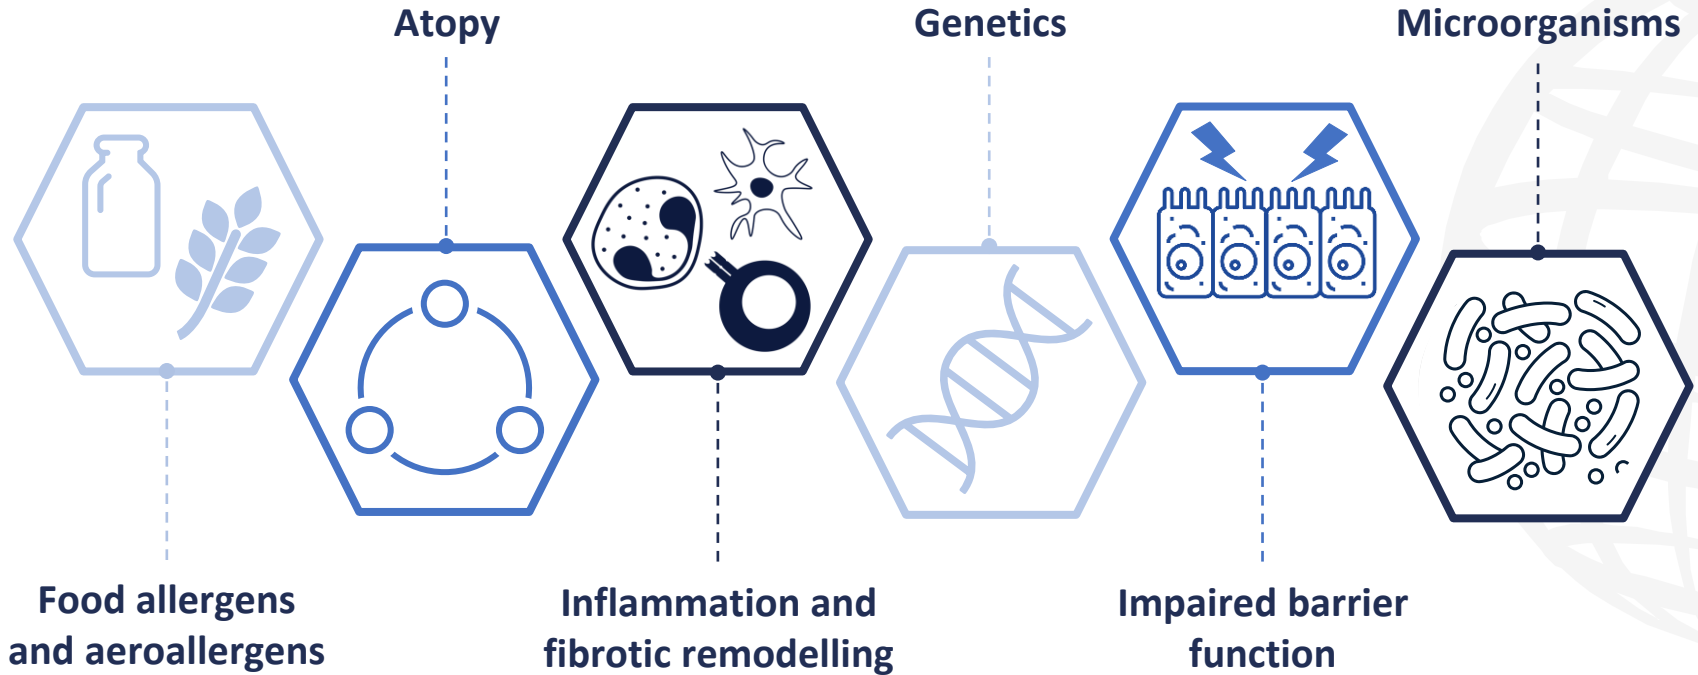 Atopy
Genetics
Microorganisms
Food allergens
and aeroallergens
Inflammation and
fibrotic remodelling
Impaired barrier
function